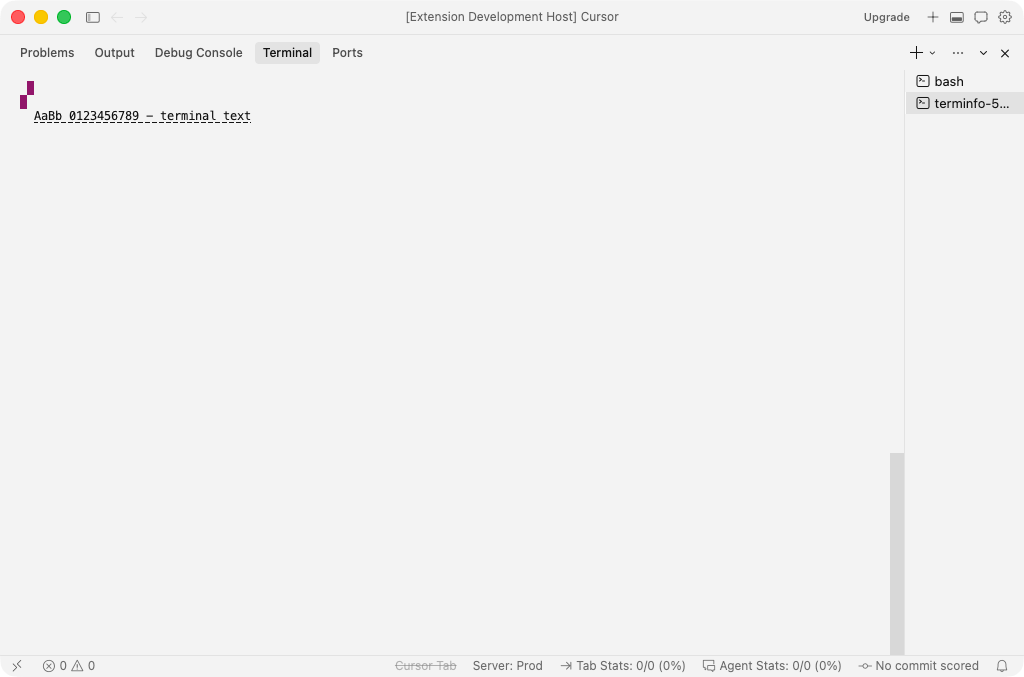 [Extension Development Host] Cursor
Upgrade
Problems Output Debug Console Terminal Ports
bash
terminfo-5...
AaBb 0123456789 – terminal text
0 0 Cursor Tab Server: Prod Tab Stats: 0/0 (0%) Agent Stats: 0/0 (0%) No commit scored